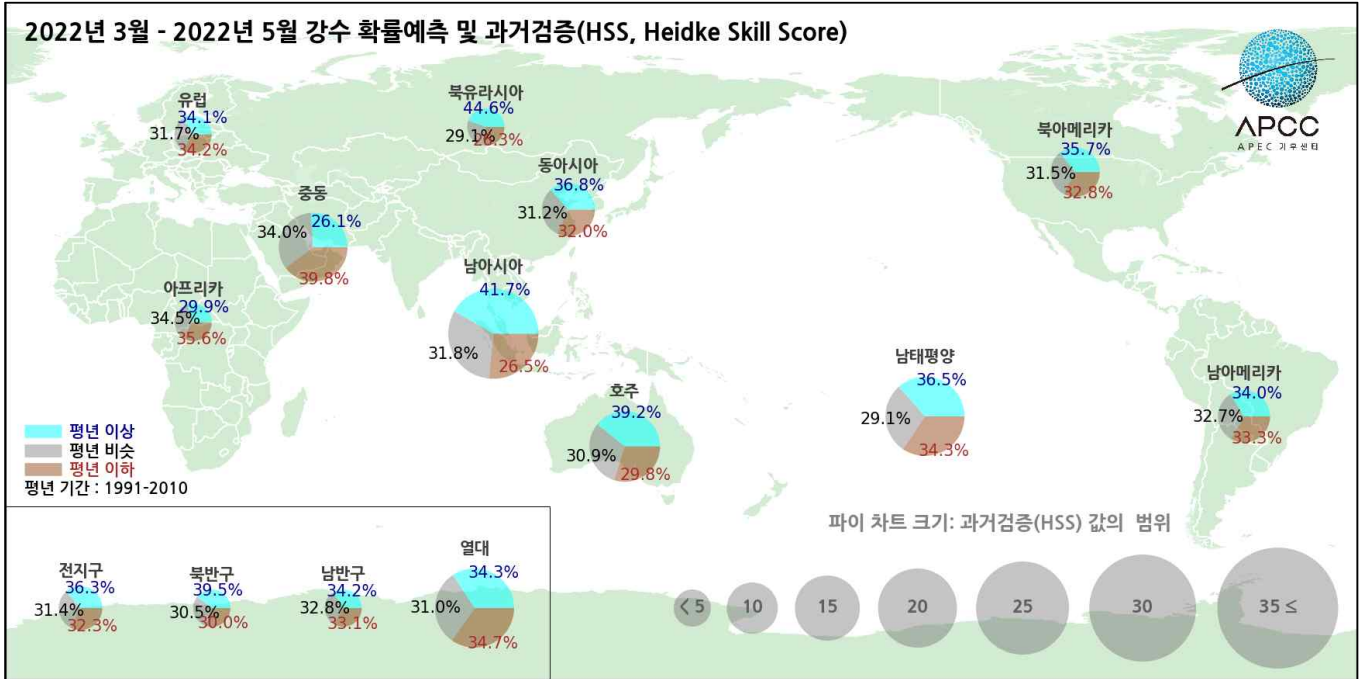 2022년 3월 - 2022년 5월 강수 확률예측 및 과거검증(HSS, Heidke Skill Score)
APCC
APEC 기후센터
유럽
34.1%
31.7%
34.2%
북유라시아
44.6%
29.1%
26.3%
북아메리카
35.7%
31.5%
32.8%
동아시아
36.8%
31.2%
32.0%
중동
26.1%
34.0%
39.8%
남아시아
41.7%
31.8%
26.5%
아프리카
29.9%
34.5%
35.6%
남태평양
36.5%
29.1%
34.3%
남아메리카
34.0%
32.7%
33.3%
호주
39.2%
30.9%
29.8%
평년 이상
평년 비슷
평년 이하
평년 기간 : 1991-2010
파이 차트 크기: 과거검증(HSS) 값의 범위
< 5
10
15
20
25
30
35 ≤
전지구
36.3%
31.4%
32.3%
북반구
39.5%
30.5%
30.0%
남반구
34.2%
32.8%
33.1%
열대
34.3%
31.0%
34.7%